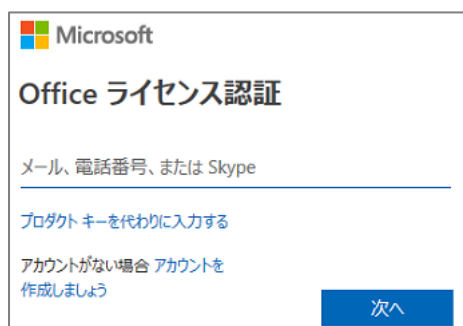 Microsoft
Office ライセンス認証
メール、電話番号、または Skype
プロダクト キーを代わりに入力する
アカウントがない場合 アカウントを
作成しましょう
次へ